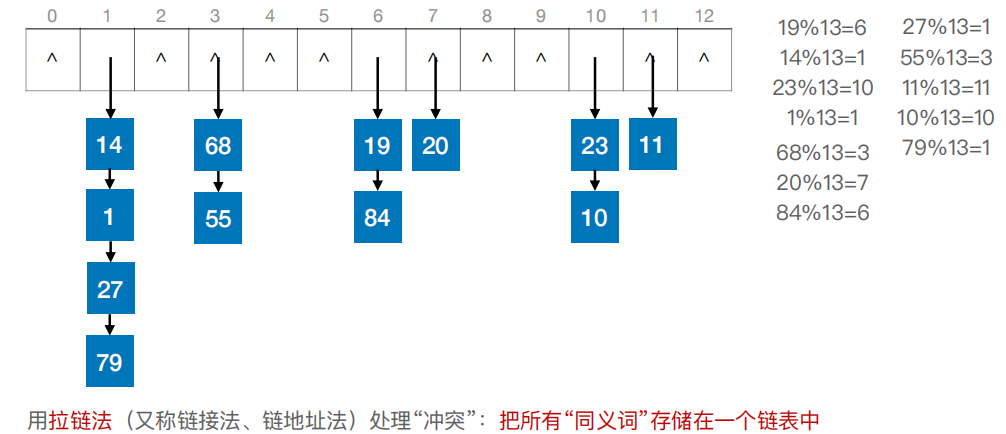 0 1 2 3 4 5 6 7 8 9 10 11 12
^ ^ ^ ^ ^ ^ ^ ^ ^ ^
14 68 19 20 23 11
1 55 84 10
27
79
19%13=6
14%13=1
23%13=10
1%13=1
68%13=3
20%13=7
84%13=6
27%13=1
55%13=3
11%13=11
10%13=10
79%13=1
用拉链法（又称链接法、链地址法）处理“冲突”：把所有“同义词”存储在一个链表中